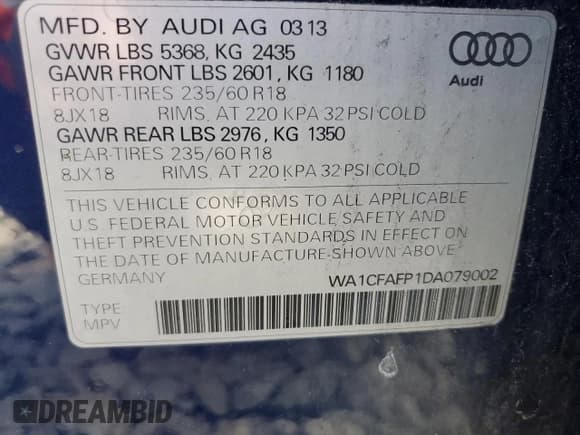 MFD. BY AUDI AG 03 13
GVWR LBS 5368, KG 2435
GAWR FRONT LBS 2601, KG 1180
FRONT-TIRES 235/60 R18
8JX18 RIMS, AT 220 KPA 32 PSI COLD
GAWR REAR LBS 2976, KG 1350
REAR-TIRES 235/60 R18
8JX18 RIMS, AT 220 KPA 32 PSI COLD
Audi
THIS VEHICLE CONFORMS TO ALL APPLICABLE
U.S. FEDERAL MOTOR VEHICLE SAFETY AND
THEFT PREVENTION STANDARDS IN EFFECT ON
THE DATE OF MANUFACTURE SHOWN ABOVE
GERMANY WA1CFAFP1DA079002
TYPE
MPV
DREAMBID